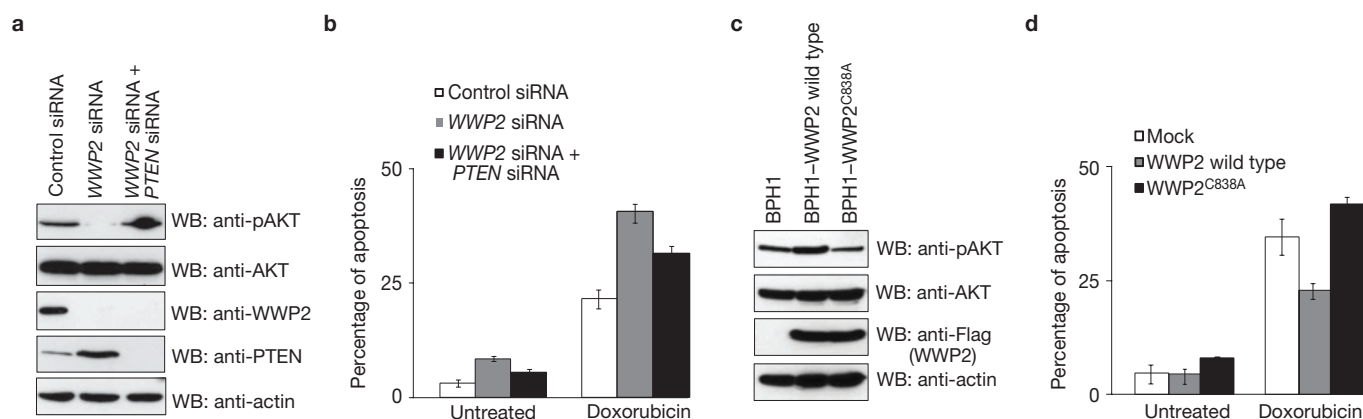 a
Control siRNA
WWP2 siRNA
WWP2 siRNA +
PTEN siRNA
WB: anti-pAKT
WB: anti-AKT
WB: anti-WWP2
WB: anti-PTEN
WB: anti-actin
b
Control siRNA
WWP2 siRNA
WWP2 siRNA +
PTEN siRNA
Percentage of apoptosis
50
25
0
Untreated
Doxorubicin
c
BPH1
BPH1–WWP2 wild type
BPH1–WWP2C838A
WB: anti-pAKT
WB: anti-AKT
WB: anti-Flag
(WWP2)
WB: anti-actin
d
Mock
WWP2 wild type
WWP2C838A
Percentage of apoptosis
50
25
0
Untreated
Doxorubicin